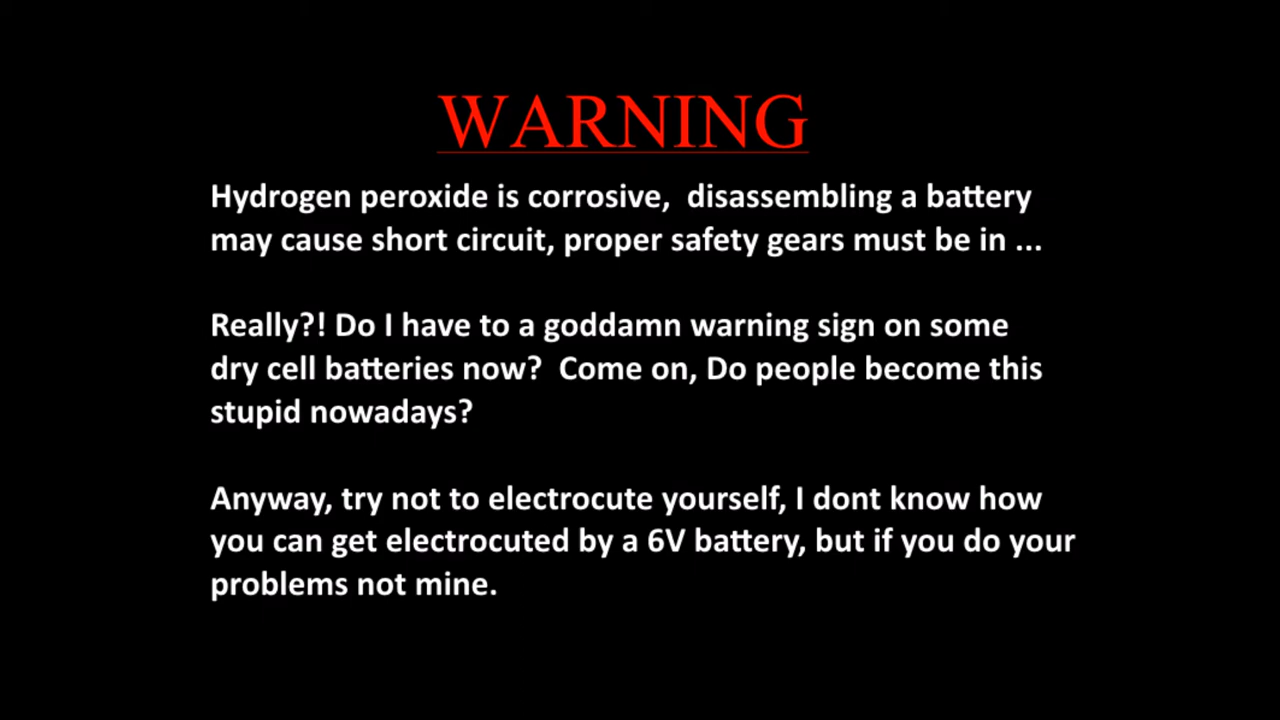 WARNING
Hydrogen peroxide is corrosive,  disassembling a battery
may cause short circuit, proper safety gears must be in ...
Really?! Do I have to a goddamn warning sign on some
dry cell batteries now?  Come on, Do people become this
stupid nowadays?
Anyway, try not to electrocute yourself, I dont know how
you can get electrocuted by a 6V battery, but if you do your
problems not mine.